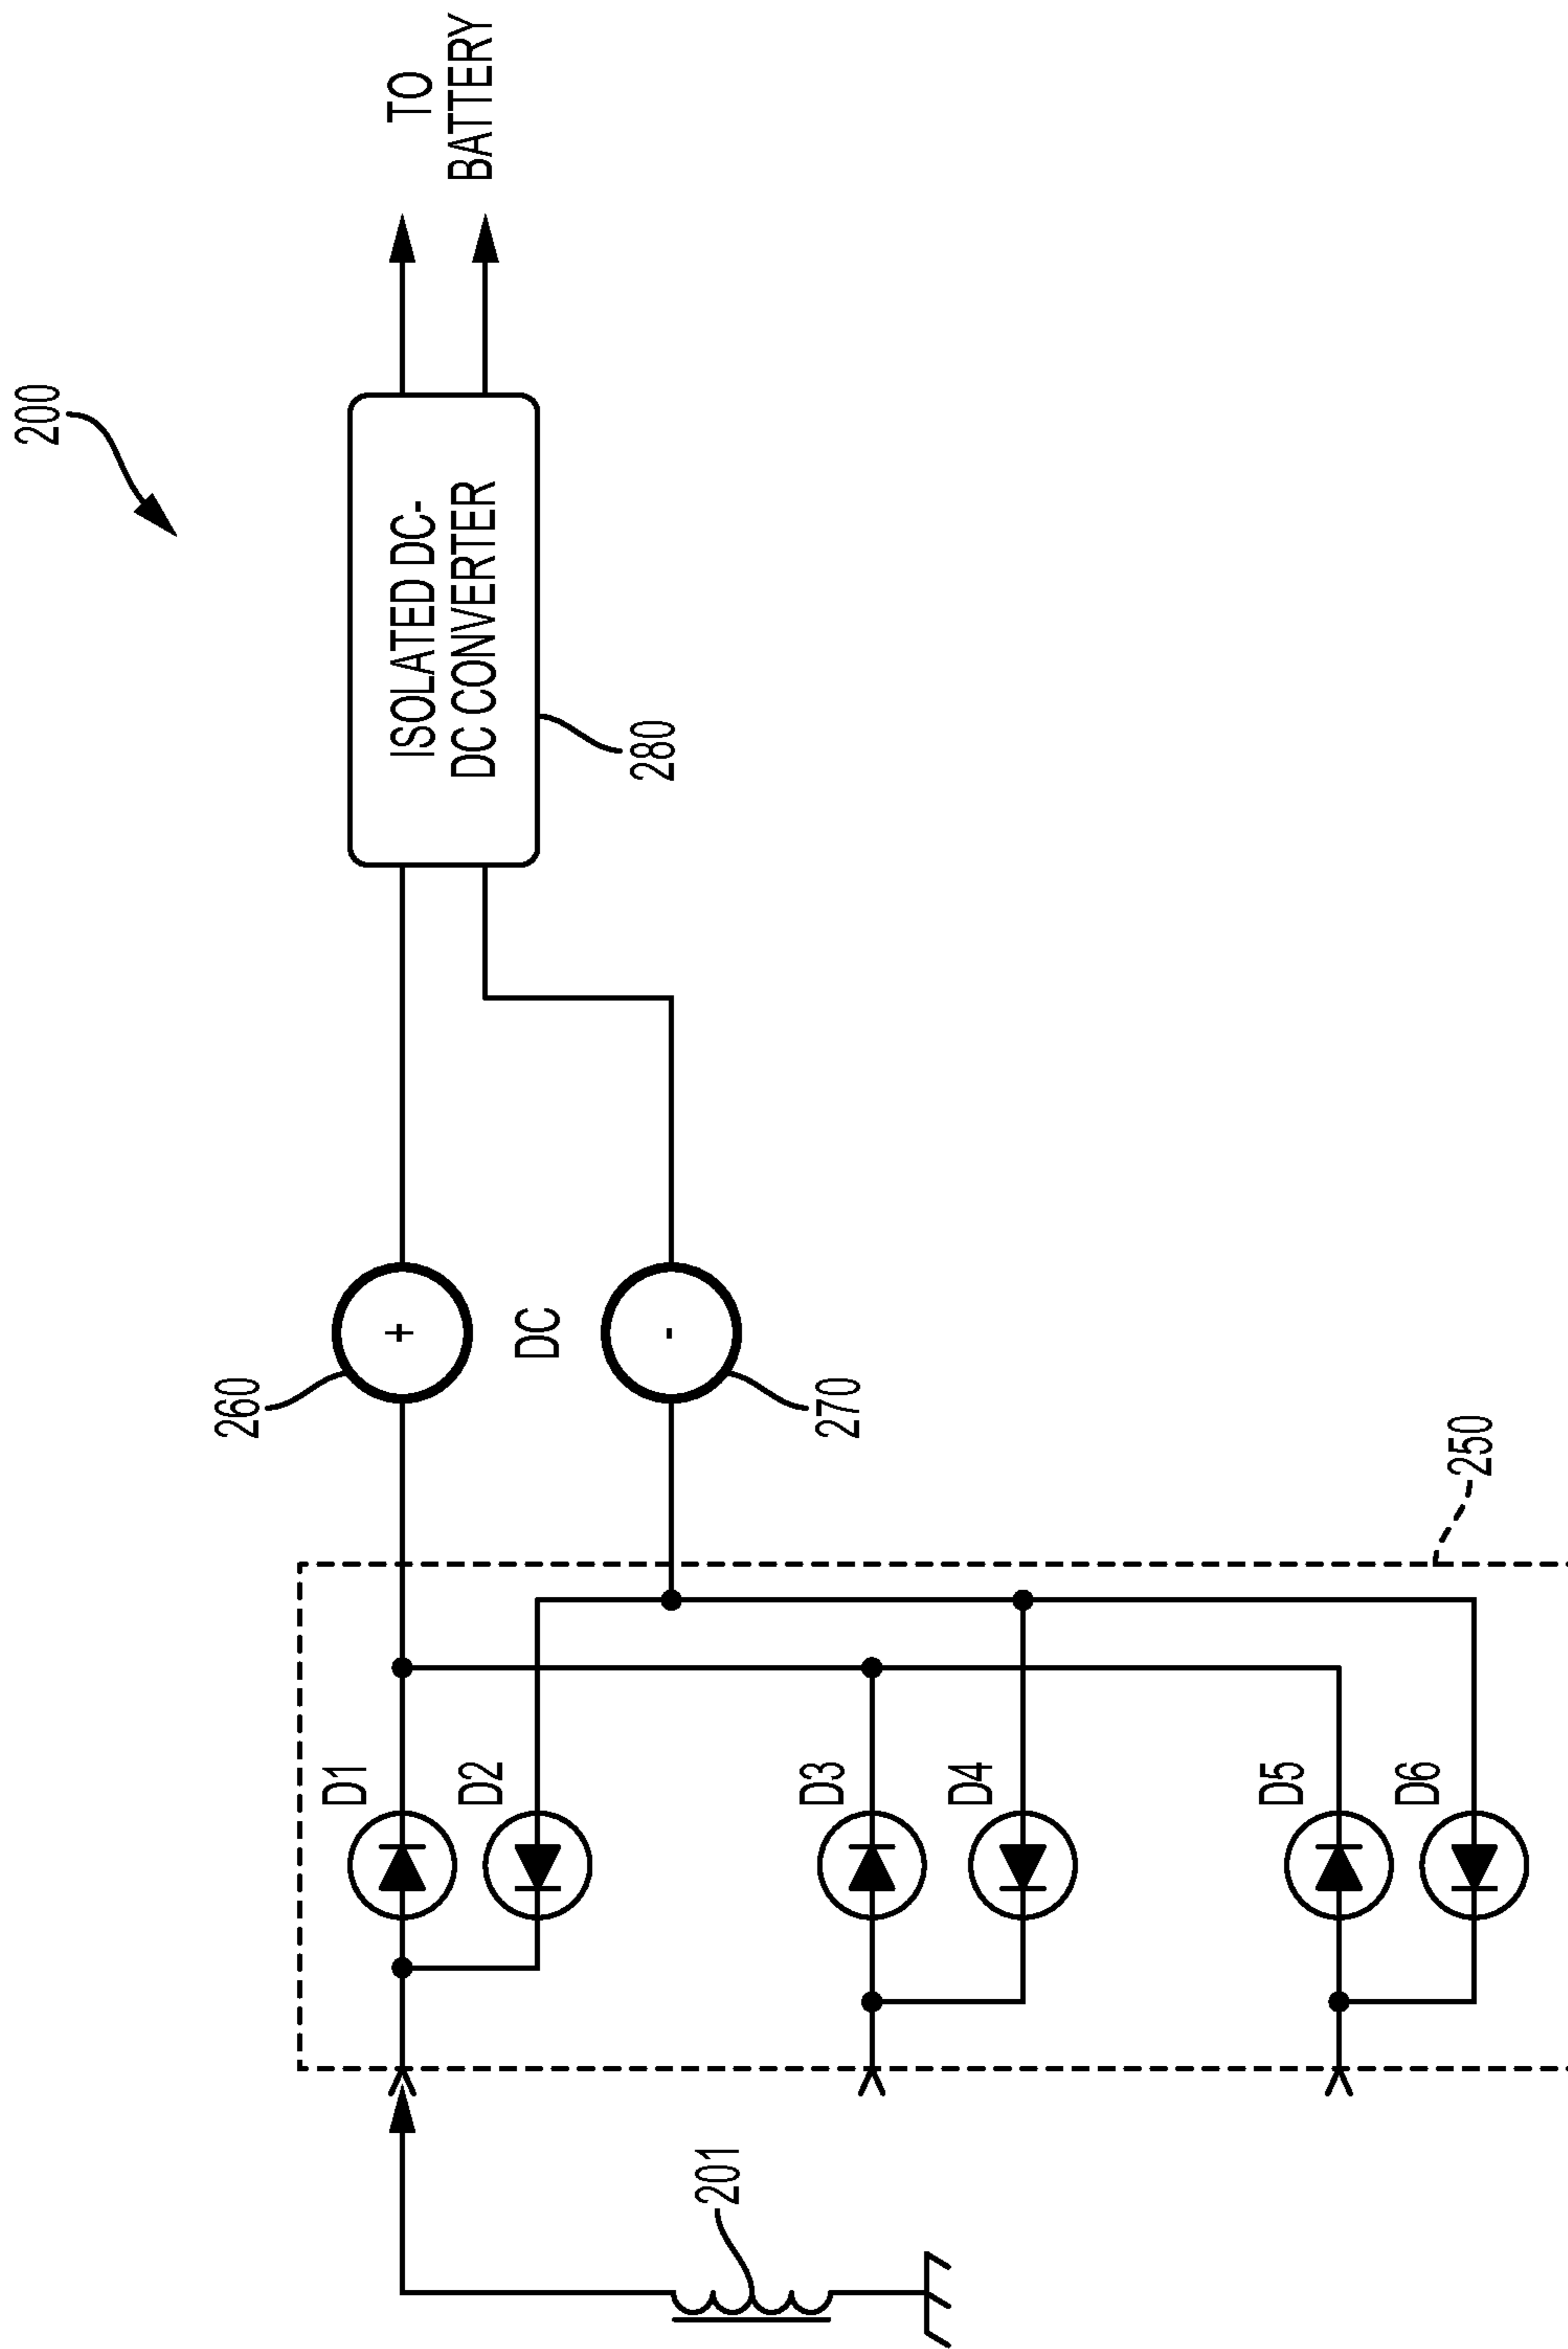 200
TO
BATTERY
ISOLATED DC-
DC CONVERTER
280
260
+
DC
-
270
250
D1
D2
D3
D4
D5
D6
201